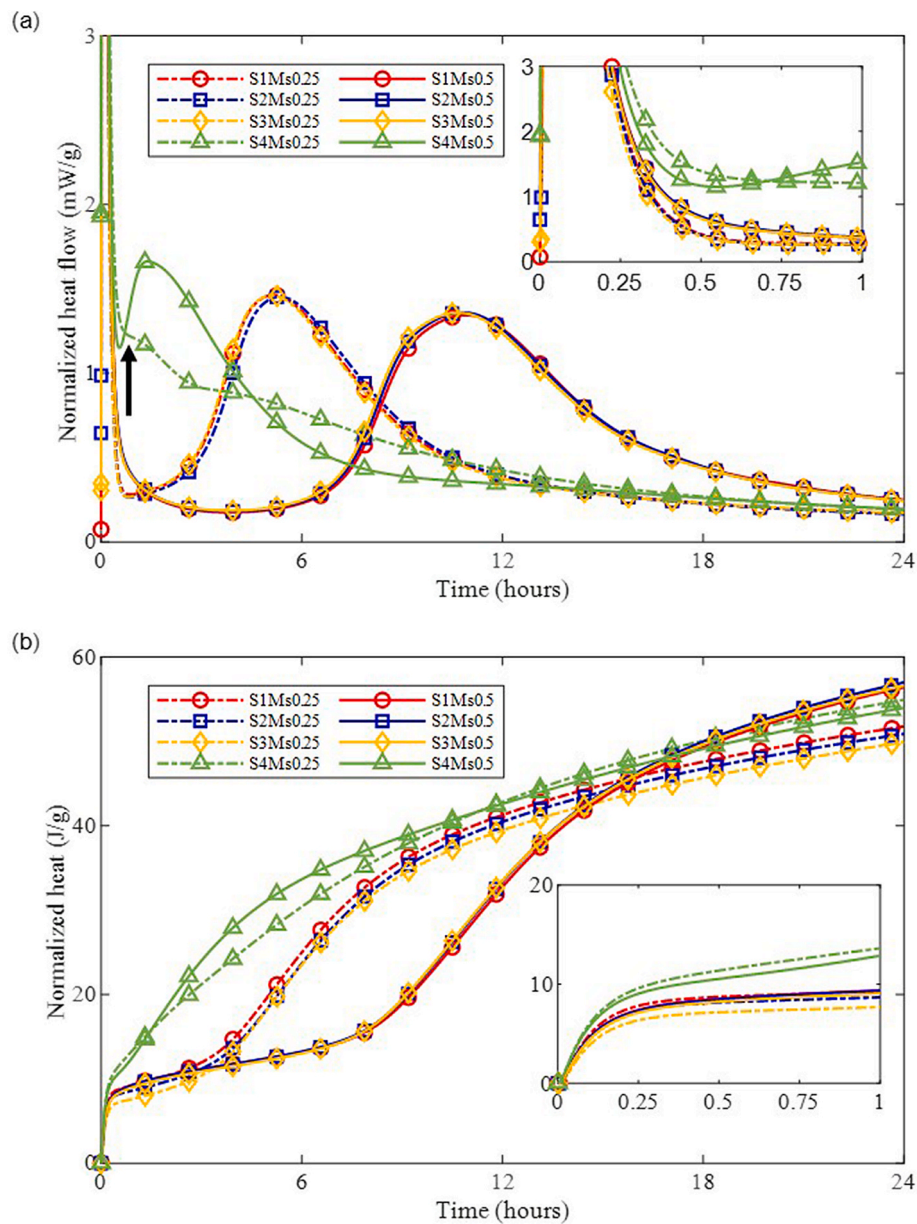 (a)
Normalized heat flow (mW/g)
3
2
1
0
0 6 12 18 24
Time (hours)
S1Ms0.25 S1Ms0.5
S2Ms0.25 S2Ms0.5
S3Ms0.25 S3Ms0.5
S4Ms0.25 S4Ms0.5
3
2
1
0
0 0.25 0.5 0.75 1
(b)
Normalized heat (J/g)
60
40
20
0
0 6 12 18 24
Time (hours)
S1Ms0.25 S1Ms0.5
S2Ms0.25 S2Ms0.5
S3Ms0.25 S3Ms0.5
S4Ms0.25 S4Ms0.5
20
10
0
0 0.25 0.5 0.75 1